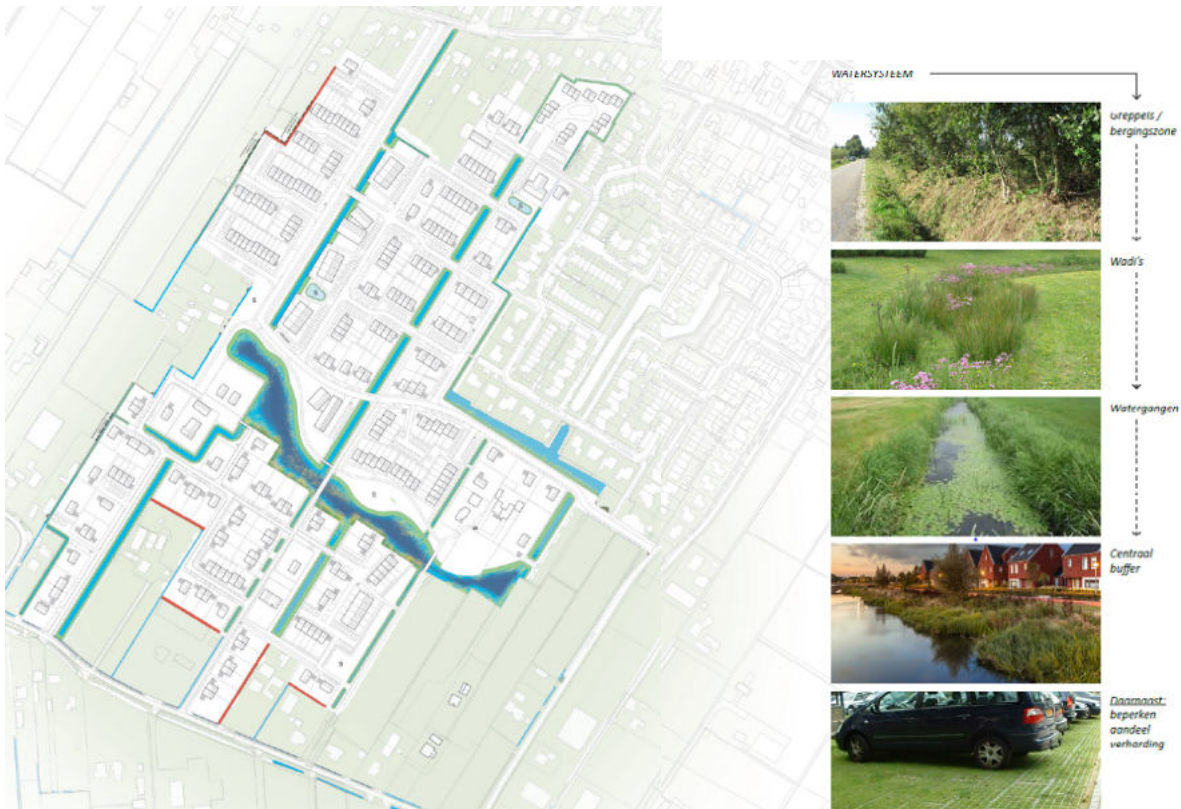 WATERSYSTEEM
Greppels /
bergingszone
Wadi's
Watergangen
Centraal
buffer
Daarnaast:
beperken
aandeel
verharding